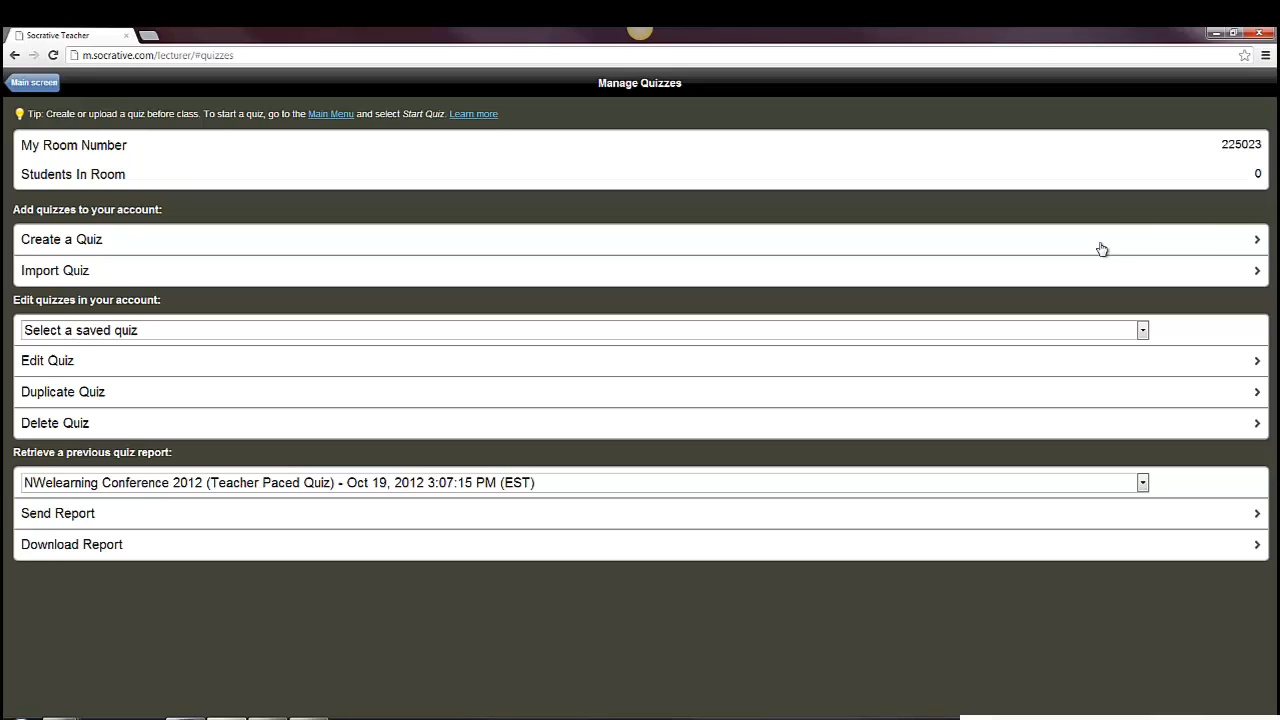 Socrative Teacher
m.socrative.com/lecturer/#quizzes
Main screen
Manage Quizzes
Tip: Create or upload a quiz before class. To start a quiz, go to the Main Menu and select Start Quiz. Learn more
My Room Number 225023
Students In Room 0
Add quizzes to your account:
Create a Quiz
Import Quiz
Edit quizzes in your account:
Select a saved quiz
Edit Quiz
Duplicate Quiz
Delete Quiz
Retrieve a previous quiz report:
NWelearning Conference 2012 (Teacher Paced Quiz) - Oct 19, 2012 3:07:15 PM (EST)
Send Report
Download Report